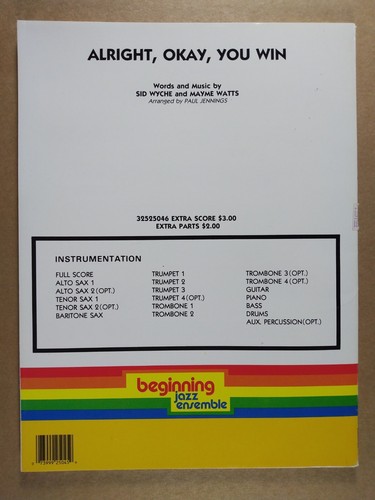 ALRIGHT, OKAY, YOU WIN
Words and Music by
SID WYCHE and MAYME WATTS
Arranged by PAUL JENNINGS
32525046 EXTRA SCORE $3.00
EXTRA PARTS $2.00
INSTRUMENTATION
FULL SCORE
ALTO SAX 1
ALTO SAX 2(OPT.)
TENOR SAX 1
TENOR SAX 2(OPT.)
BARITONE SAX
TRUMPET 1
TRUMPET 2
TRUMPET 3
TRUMPET 4(OPT.)
TROMBONE 1
TROMBONE 2
TROMBONE 3(OPT.)
TROMBONE 4(OPT.)
GUITAR
PIANO
BASS
DRUMS
AUX. PERCUSSION(OPT.)
beginning
jazz
ensemble